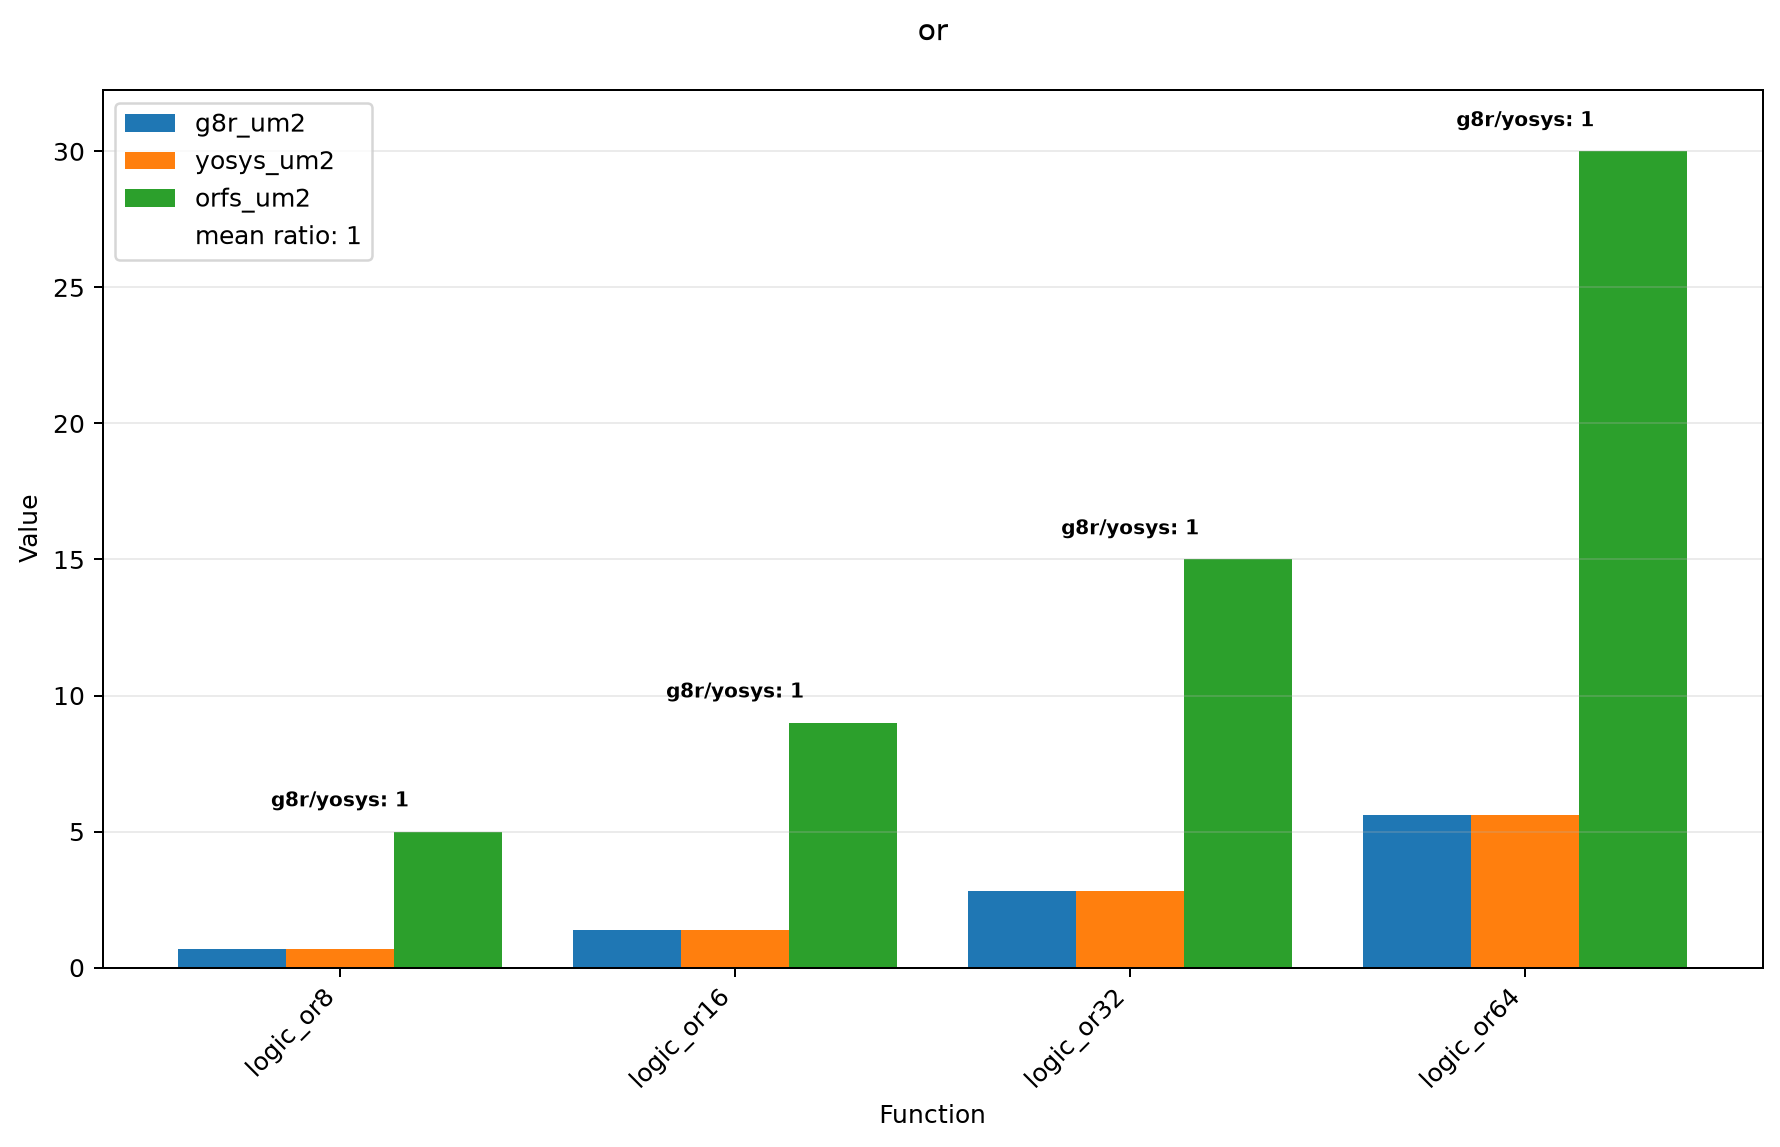 or
g8r_um2
yosys_um2
orfs_um2
mean ratio: 1
g8r/yosys: 1
g8r/yosys: 1
g8r/yosys: 1
g8r/yosys: 1
30
25
20
15
10
5
0
Value
logic_or8
logic_or16
logic_or32
logic_or64
Function